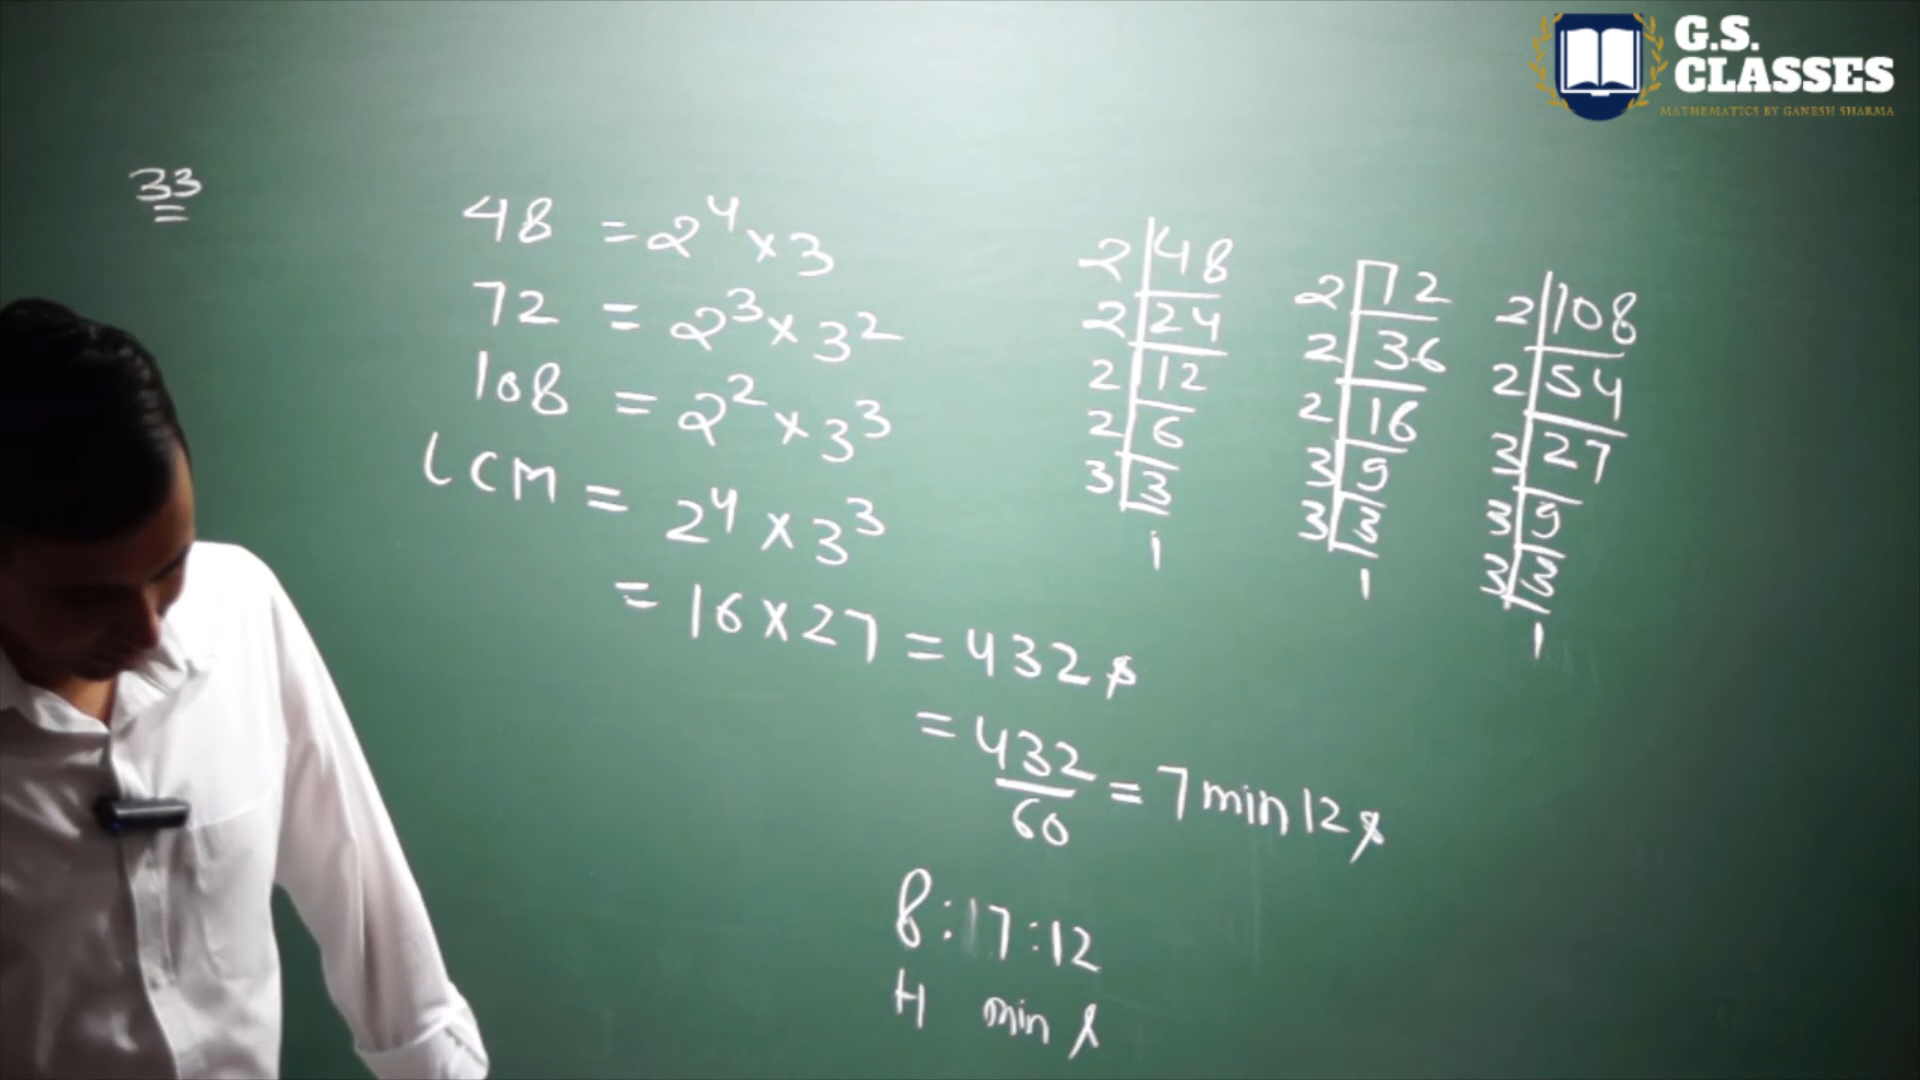 G.S.
CLASSES
MATHEMATICS BY GANESH SHARMA
33
48 = 2⁴ × 3
72 = 2³ × 3²
108 = 2² × 3³
LCM = 2⁴ × 3³
= 16 × 27 = 432 s
= 432/60 = 7 min 12 s
8 : 17 : 12
H min s
2 | 48
2 | 24
2 | 12
2 | 6
3 | 3
1
2 | 72
2 | 36
2 | 16
3 | 9
3 | 3
1
2 | 108
2 | 54
3 | 27
3 | 9
3 | 3
1